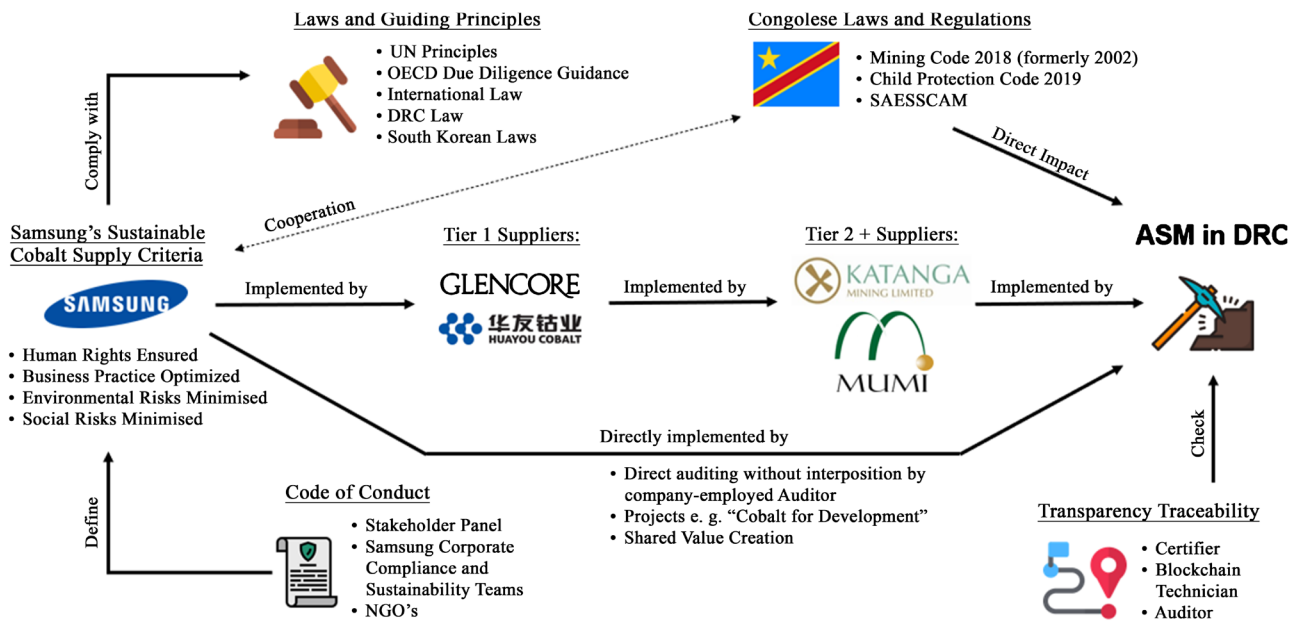 Laws and Guiding Principles
• UN Principles
• OECD Due Diligence Guidance
• International Law
• DRC Law
• South Korean Laws
Congolese Laws and Regulations
• Mining Code 2018 (formerly 2002)
• Child Protection Code 2019
• SAESSCAM
Comply with
Cooperation
Direct Impact
Samsung's Sustainable
Cobalt Supply Criteria
SAMSUNG
• Human Rights Ensured
• Business Practice Optimized
• Environmental Risks Minimised
• Social Risks Minimised
Implemented by
Tier 1 Suppliers:
GLENCORE
华友钴业
HUAYOU COBALT
Implemented by
Tier 2 + Suppliers:
KATANGA
MINING LIMITED
MUMI
Implemented by
ASM in DRC
Directly implemented by
• Direct auditing without interposition by
company-employed Auditor
• Projects e. g. “Cobalt for Development”
• Shared Value Creation
Define
Code of Conduct
• Stakeholder Panel
• Samsung Corporate
Compliance and
Sustainability Teams
• NGO's
Check
Transparency Traceability
• Certifier
• Blockchain
Technician
• Auditor